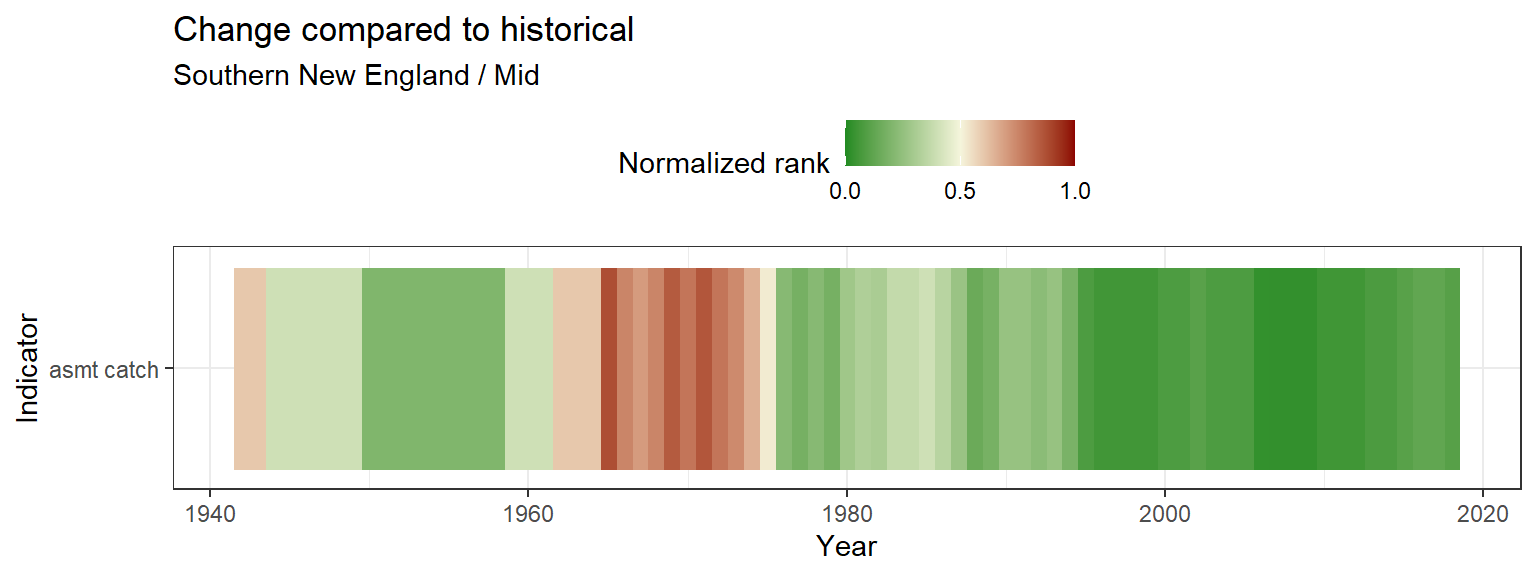 Change compared to historical
Southern New England / Mid
Normalized rank
0.0 0.5 1.0
Indicator
asmt catch
1940 1960 1980 2000 2020
Year